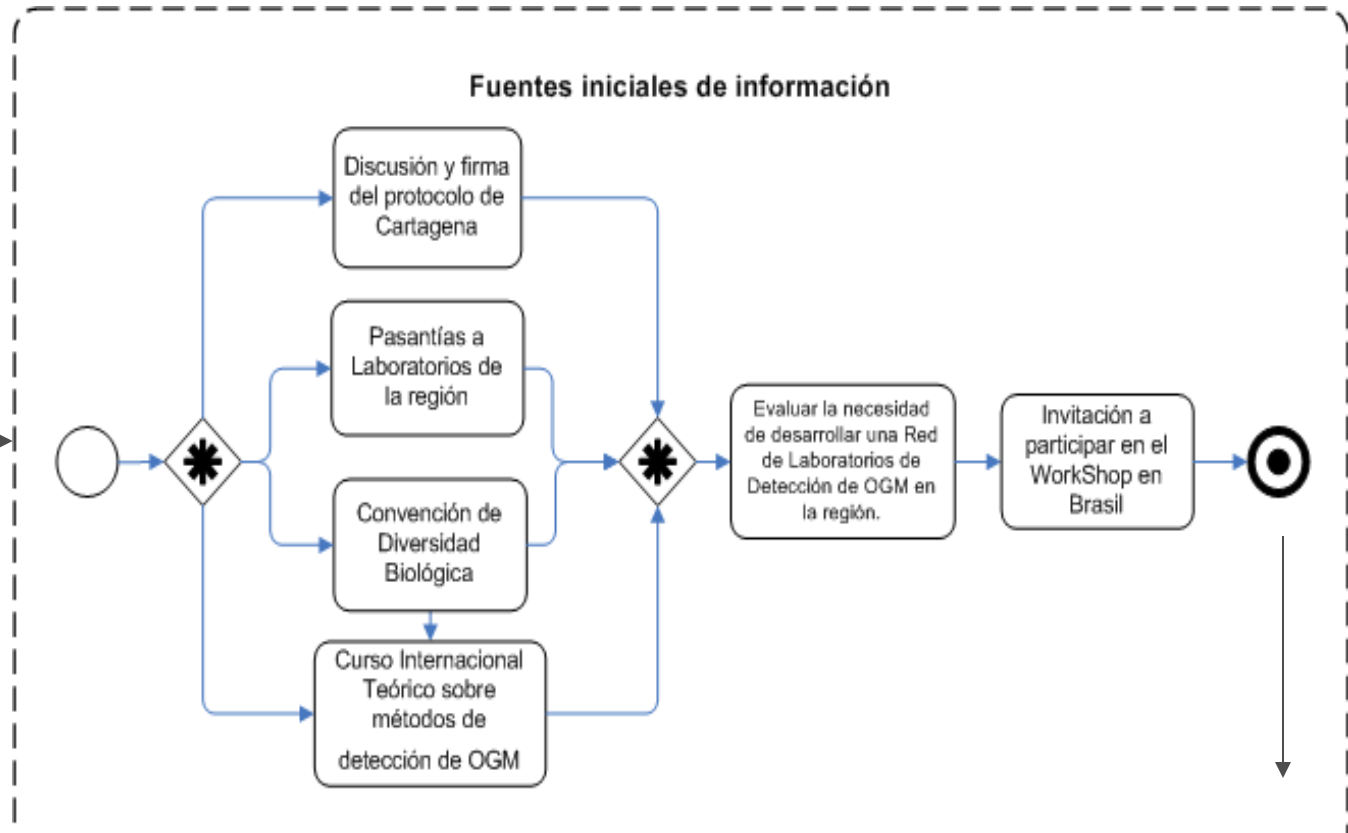 Fuentes iniciales de información
Discusión y firma
del protocolo de
Cartagena
Pasantías a
Laboratorios de
la región
Convención de
Diversidad
Biológica
Curso Internacional
Teórico sobre
métodos de
detección de OGM
Evaluar la necesidad
de desarrollar una Red
de Laboratorios de
Detección de OGM en
la región.
Invitación a
participar en el
WorkShop en
Brasil